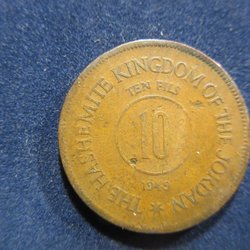 THE HASHEMITE KINGDOM OF THE JORDAN
TEN FILS
10
1949